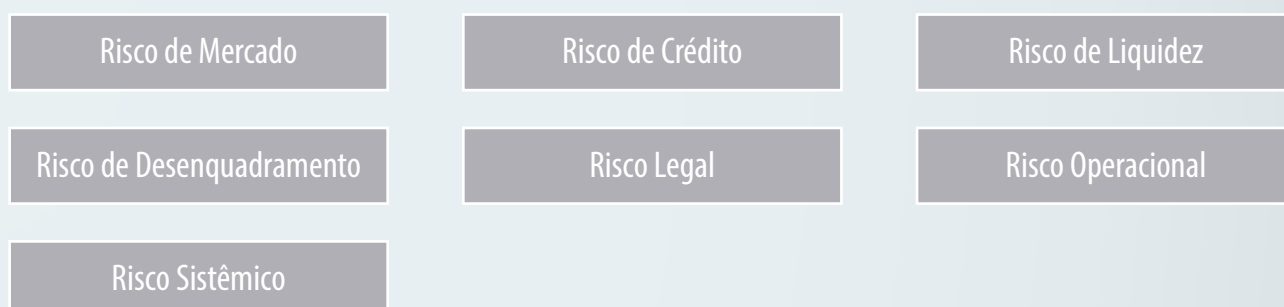 Risco de Mercado
Risco de Crédito
Risco de Liquidez
Risco de Desenquadramento
Risco Legal
Risco Operacional
Risco Sistêmico